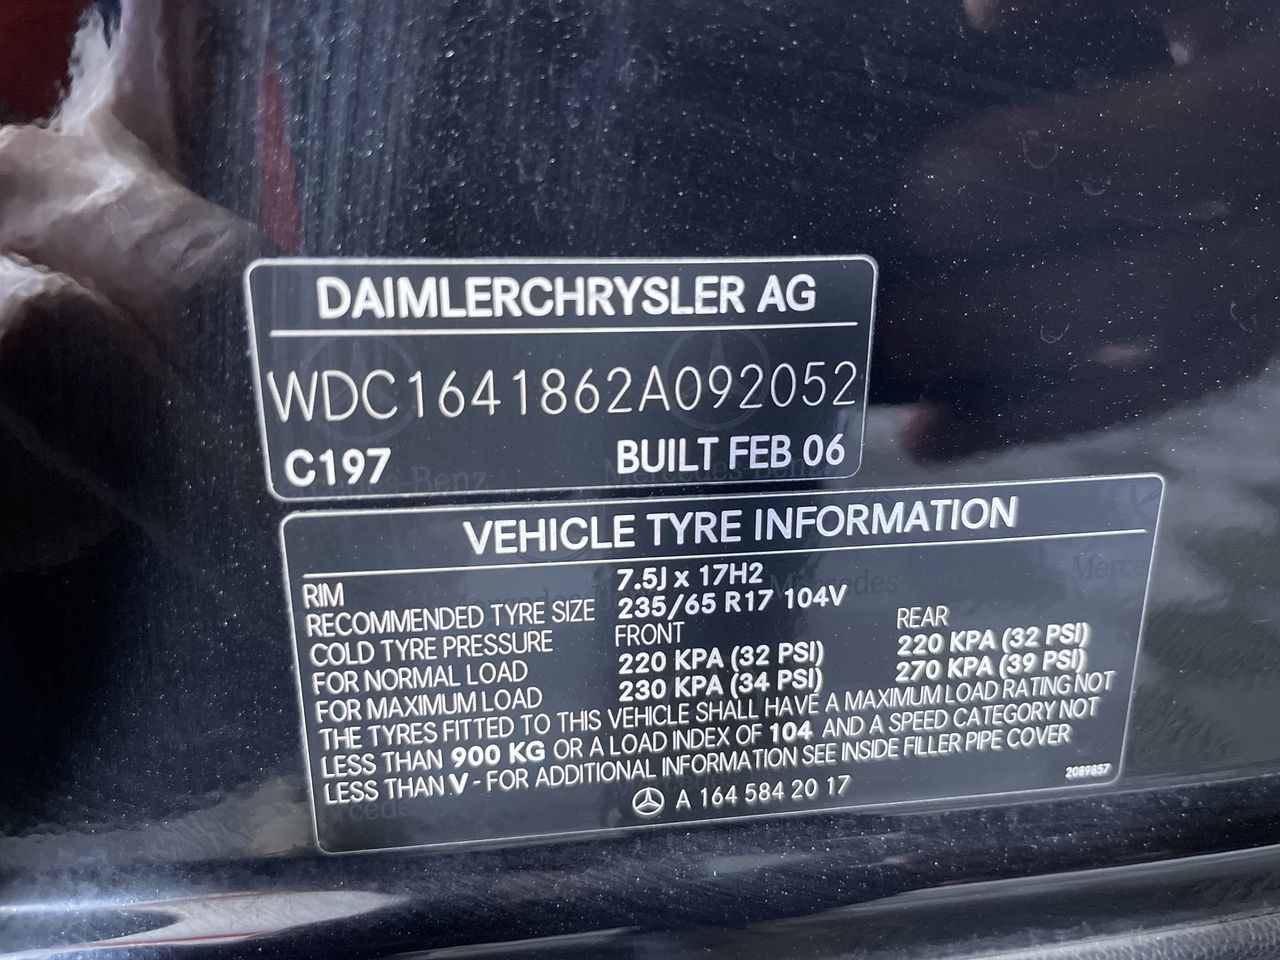 DAIMLERCHRYSLER AG
WDC1641862A092052
C197 BUILT FEB 06
VEHICLE TYRE INFORMATION
RIM 7.5J x 17H2
RECOMMENDED TYRE SIZE 235/65 R17 104V
COLD TYRE PRESSURE FRONT REAR
FOR NORMAL LOAD 220 KPA (32 PSI) 220 KPA (32 PSI)
FOR MAXIMUM LOAD 230 KPA (34 PSI) 270 KPA (39 PSI)
THE TYRES FITTED TO THIS VEHICLE SHALL HAVE A MAXIMUM LOAD RATING NOT
LESS THAN 900 KG OR A LOAD INDEX OF 104 AND A SPEED CATEGORY NOT
LESS THAN V - FOR ADDITIONAL INFORMATION SEE INSIDE FILLER PIPE COVER
A 164 584 20 17
2089857